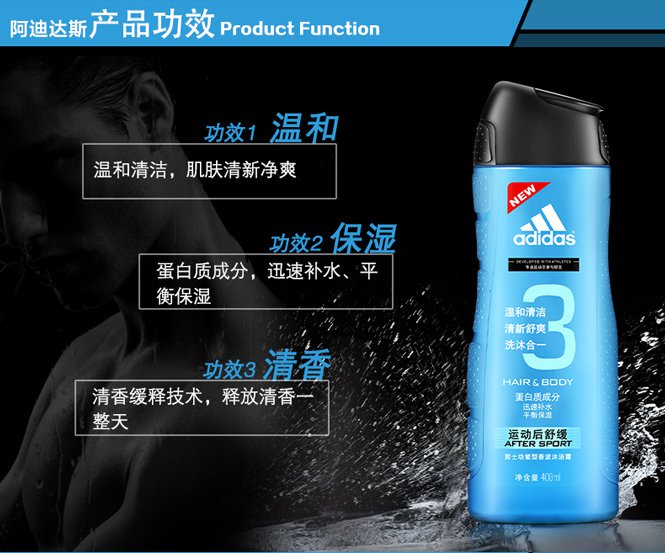 阿迪达斯产品功效 Product Function
功效1 温和
温和清洁，肌肤清新净爽
功效2 保湿
蛋白质成分，迅速补水、平
衡保湿
功效3 清香
清香缓释技术，释放清香一
整天
NEW
adidas
DEVELOPED WITH ATHLETES
专业运动员参与研发
3
温和清洁
清新舒爽
洗沐合一
HAIR & BODY
蛋白质成分
迅速补水
平衡保湿
运动后舒缓
AFTER SPORT
男士功能型香波沐浴露
净含量 400ml